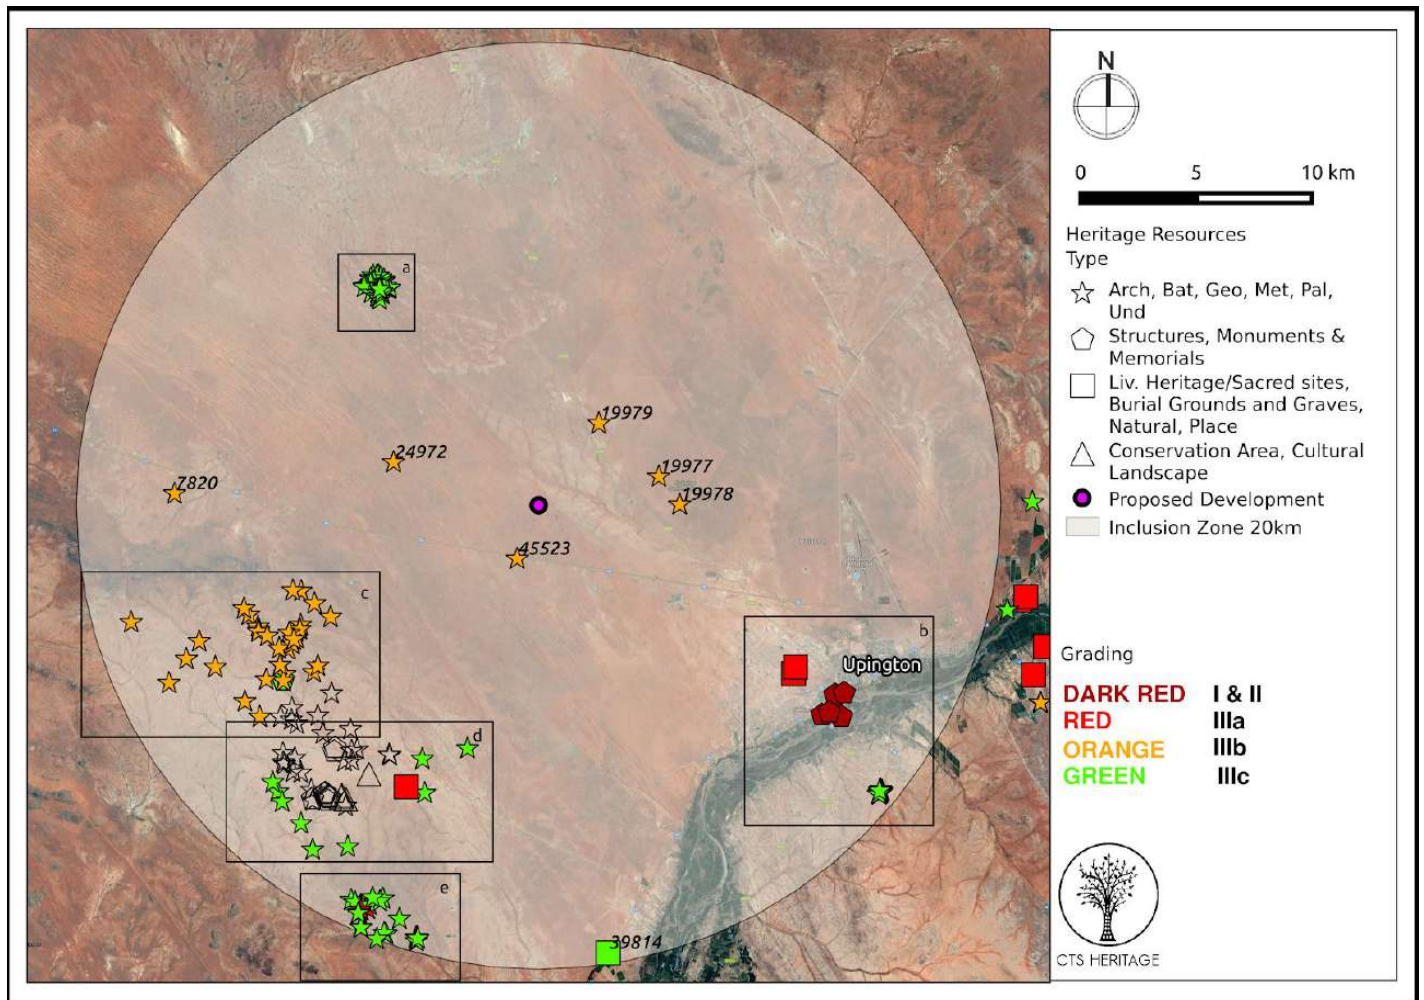 a
19979
24972
7820
19977
19978
45523
c
b
Upington
d
e
39814
N
0 5 10 km
Heritage Resources
Type
Arch, Bat, Geo, Met, Pal,
Und
Structures, Monuments &
Memorials
Liv. Heritage/Sacred sites,
Burial Grounds and Graves,
Natural, Place
Conservation Area, Cultural
Landscape
Proposed Development
Inclusion Zone 20km
Grading
DARK RED I & II
RED IIIa
ORANGE IIIb
GREEN IIIc
CTS HERITAGE